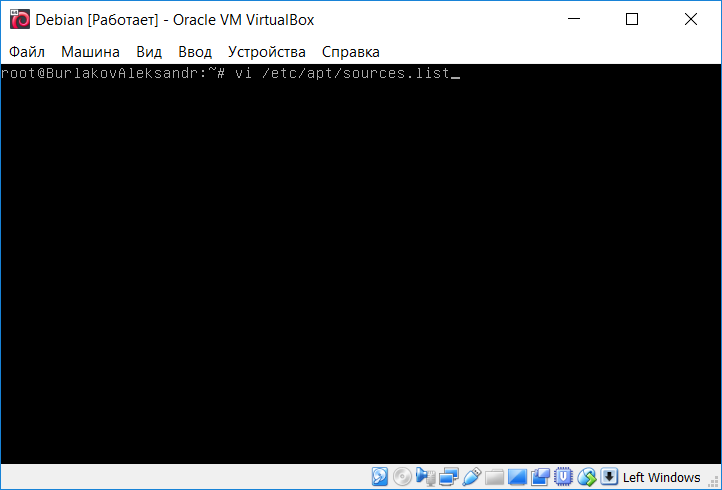 Debian [Работает] - Oracle VM VirtualBox
Файл Машина Вид Ввод Устройства Справка
root@BurlakovAleksandr:~# vi /etc/apt/sources.list
Left Windows